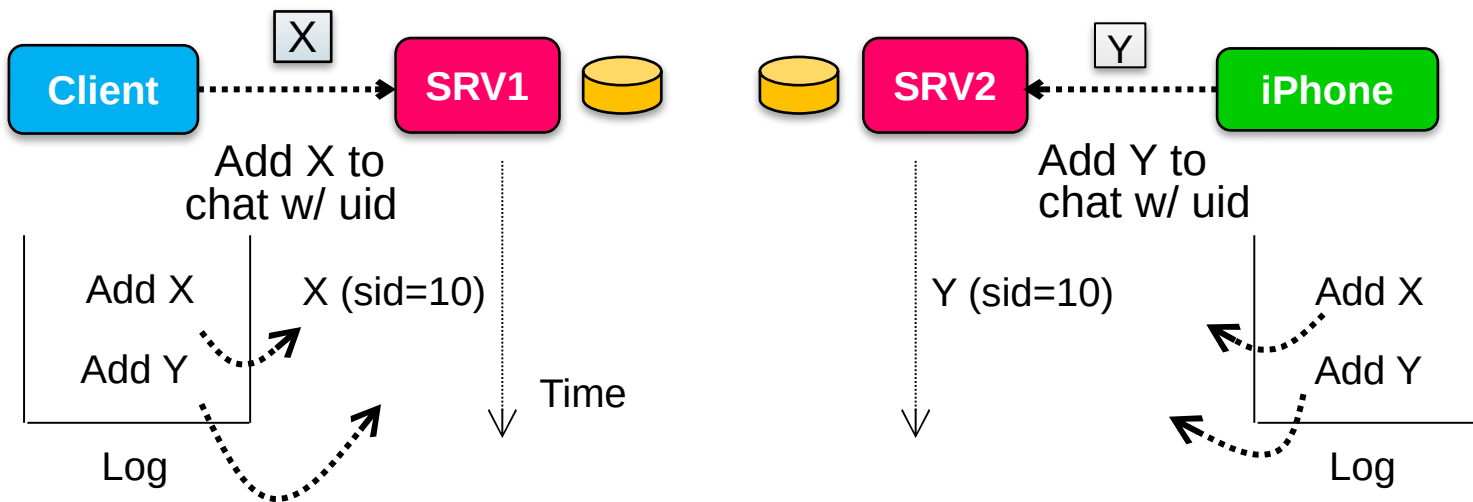 X
Y
Client
SRV1
SRV2
iPhone
Add X to
chat w/ uid
Add Y to
chat w/ uid
Add X
X (sid=10)
Y (sid=10)
Add X
Add Y
Add Y
Time
Log
Log